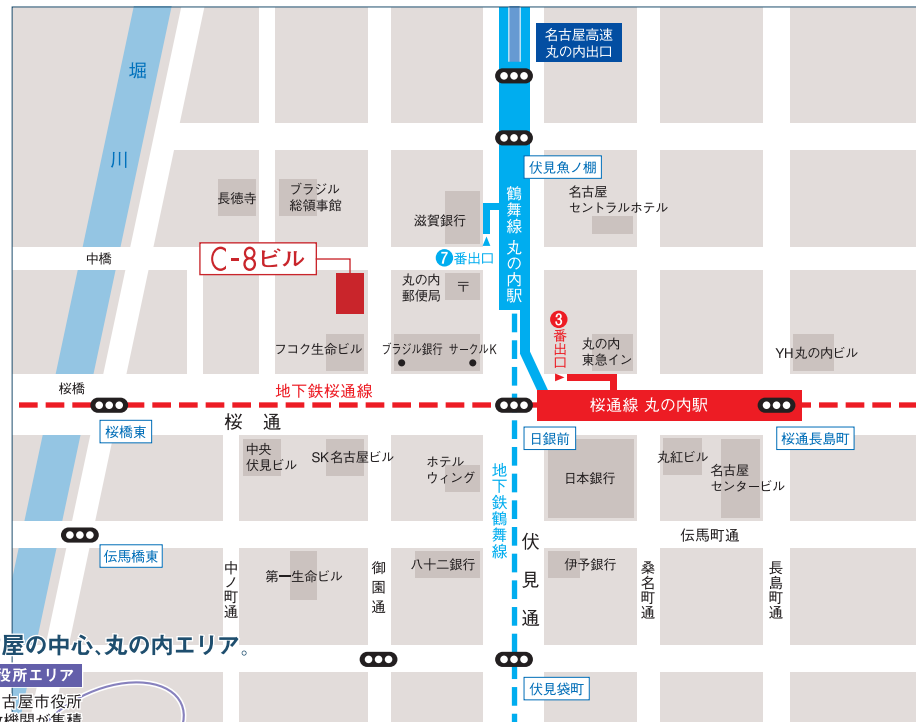 名古屋高速
丸の内出口
堀川
伏見魚ノ棚
長徳寺
ブラジル
総領事館
滋賀銀行
鶴舞線 丸の内駅
名古屋
セントラルホテル
中橋
C-8ビル
7番出口
丸の内
郵便局
〒
3番出口
フコク生命ビル
ブラジル銀行
サークルK
丸の内
東急イン
YH丸の内ビル
桜橋
地下鉄桜通線
桜通線 丸の内駅
桜橋東
桜通
日銀前
桜通長島町
中央
伏見ビル
SK名古屋ビル
ホテル
ウィング
地下鉄鶴舞線
日本銀行
丸紅ビル
名古屋
センタービル
伝馬橋東
伏見通
伝馬町通
中ノ町通
第一生命ビル
御園通
八十二銀行
伊予銀行
桑名町通
長島町通
屋の中心、丸の内エリア。
役所エリア
古屋市役所
機関が集積
伏見袋町